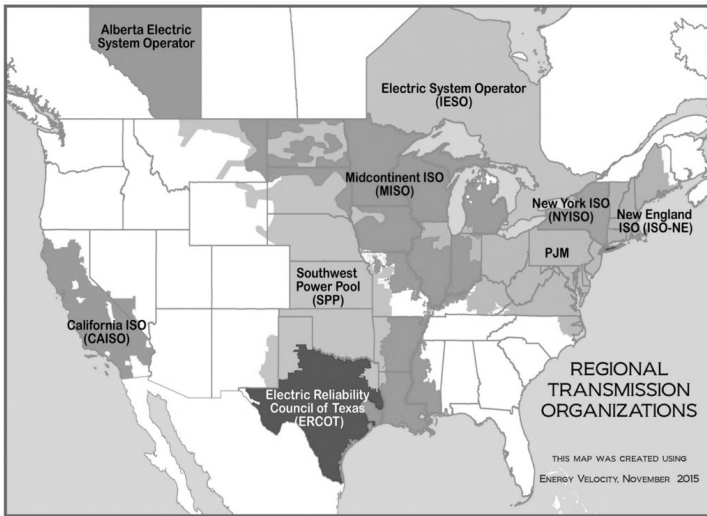 Alberta Electric
System Operator
Electric System Operator
(IESO)
Midcontinent ISO
(MISO)
New York ISO
(NYISO)
New England
ISO (ISO-NE)
PJM
Southwest
Power Pool
(SPP)
California ISO
(CAISO)
Electric Reliability
Council of Texas
(ERCOT)
REGIONAL
TRANSMISSION
ORGANIZATIONS
THIS MAP WAS CREATED USING
ENERGY VELOCITY, NOVEMBER 2015